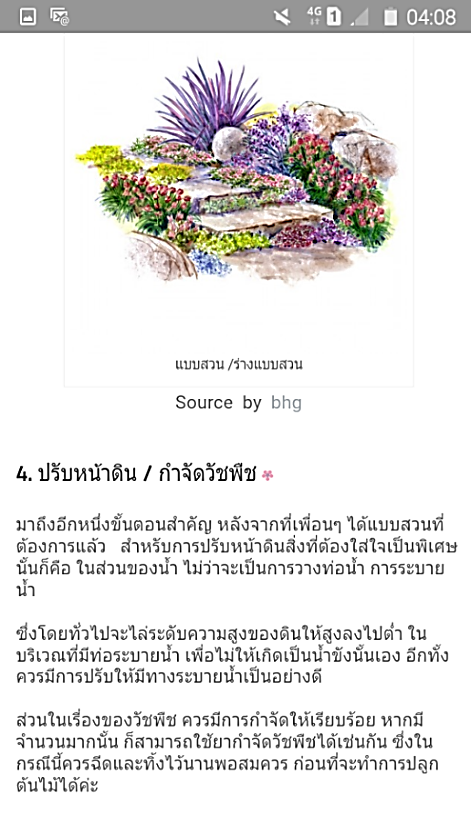 4G 1 04:08
แบบสวน /ร่างแบบสวน
Source by bhg
4. ปรับหน้าดิน / กำจัดวัชพืช
มาถึงอีกหนึ่งขั้นตอนสำคัญ หลังจากที่เพื่อนๆ ได้แบบสวนที่
ต้องการแล้ว สำหรับการปรับหน้าดินสิ่งที่ต้องใส่ใจเป็นพิเศษ
นั้นก็คือ ในส่วนของน้ำ ไม่ว่าจะเป็นการวางท่อน้ำ การระบาย
น้ำ
ซึ่งโดยทั่วไปจะไล่ระดับความสูงของดินให้สูงลงไปต่ำ ใน
บริเวณที่มีท่อระบายน้ำ เพื่อไม่ให้เกิดเป็นน้ำขังนั้นเอง อีกทั้ง
ควรมีการปรับให้มีทางระบายน้ำเป็นอย่างดี
ส่วนในเรื่องของวัชพืช ควรมีการกำจัดให้เรียบร้อย หากมี
จำนวนมากนั้น ก็สามารถใช้ยากำจัดวัชพืชได้เช่นกัน ซึ่งใน
กรณีนี้ควรฉีดและทิ้งไว้นานพอสมควร ก่อนที่จะทำการปลูก
ต้นไม้ได้ค่ะ